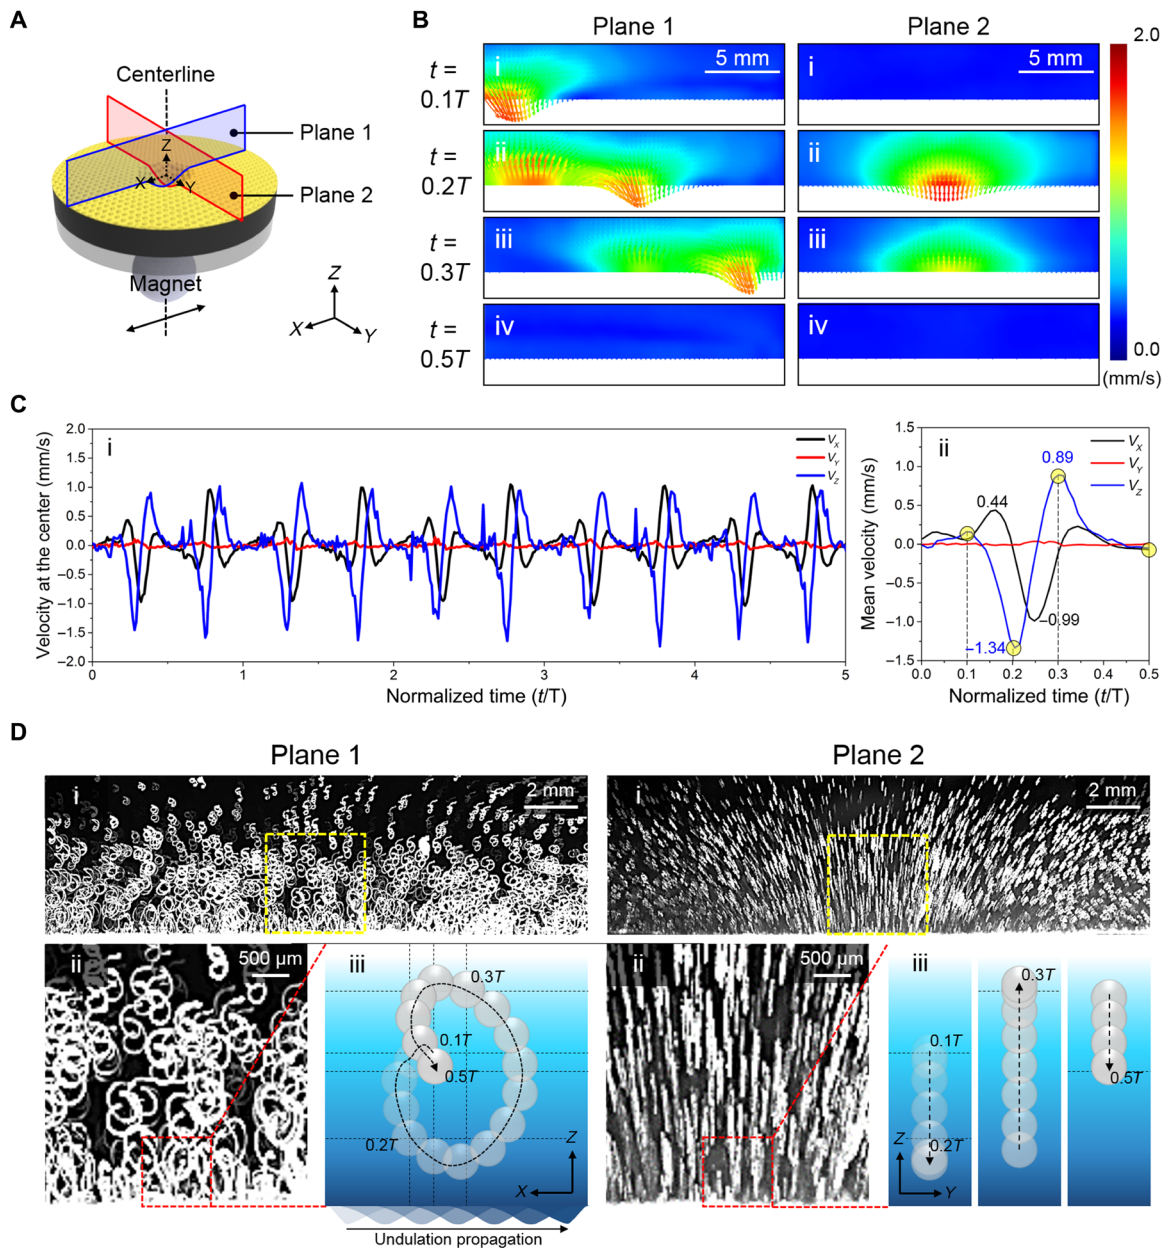 A
Centerline
Plane 1
Plane 2
Z
X
Y
Magnet
Z
X
Y
B
Plane 1
Plane 2
t =
0.1T
i
5 mm
i
5 mm
2.0
t =
0.2T
ii
ii
t =
0.3T
iii
iii
t =
0.5T
iv
iv
0.0
(mm/s)
C
i
Velocity at the center (mm/s)
2.0
1.5
1.0
0.5
0.0
−0.5
−1.0
−1.5
−2.0
0
1
2
3
4
5
Normalized time (t/T)
VX
VY
VZ
ii
Mean velocity (mm/s)
1.5
1.0
0.5
0.0
−0.5
−1.0
−1.5
0.0
0.1
0.2
0.3
0.4
0.5
Normalized time (t/T)
0.44
0.89
−0.99
−1.34
VX
VY
VZ
D
Plane 1
Plane 2
i
2 mm
i
2 mm
ii
500 µm
iii
0.3T
0.1T
0.5T
0.2T
Z
X
Undulation propagation
ii
500 µm
iii
0.1T
0.2T
Z
Y
0.3T
0.5T